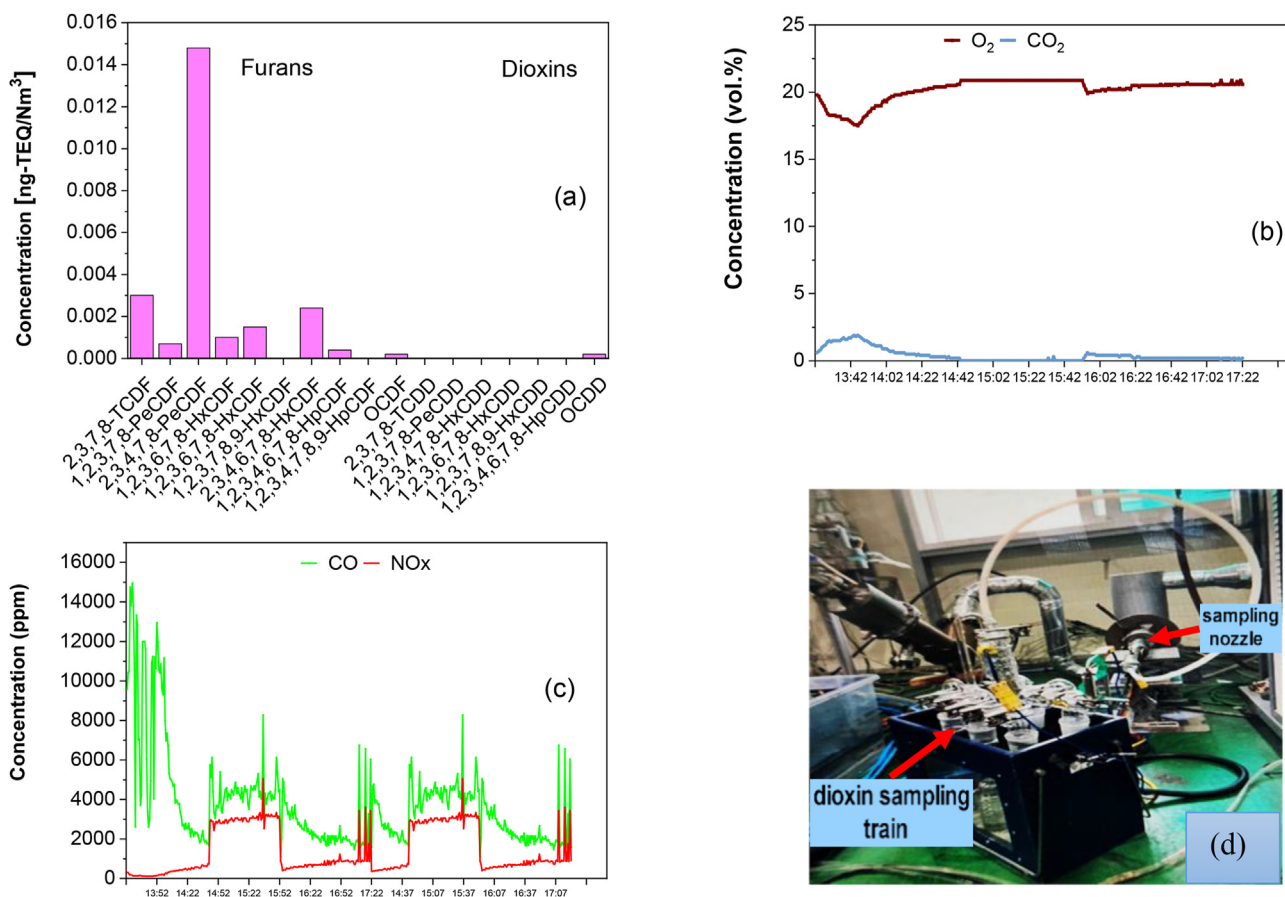 Concentration [ng-TEQ/Nm³]
0.016
0.014
0.012
0.010
0.008
0.006
0.004
0.002
0.000
Furans
Dioxins
(a)
2,3,7,8-TCDF
1,2,3,7,8-PeCDF
2,3,4,7,8-PeCDF
1,2,3,6,7,8-HxCDF
1,2,3,6,7,8-HxCDF
1,2,3,7,8,9-HxCDF
2,3,4,6,7,8-HxCDF
1,2,3,4,6,7,8-HpCDF
1,2,3,4,7,8,9-HpCDF
OCDF
2,3,7,8-TCDD
1,2,3,7,8-PeCDD
1,2,3,4,7,8-HxCDD
1,2,3,6,7,8-HxCDD
1,2,3,7,8,9-HxCDD
1,2,3,4,6,7,8-HpCDD
OCDD
Concentration (vol.%)
25
20
15
10
5
0
O₂ CO₂
(b)
13:42 14:02 14:22 14:42 15:02 15:22 15:42 16:02 16:22 16:42 17:02 17:22
Concentration (ppm)
16000
14000
12000
10000
8000
6000
4000
2000
0
CO NOx
(c)
13:52 14:22 14:52 15:22 15:52 16:22 16:52 17:22 14:37 15:07 15:37 16:07 16:37 17:07
sampling
nozzle
dioxin sampling
train
(d)